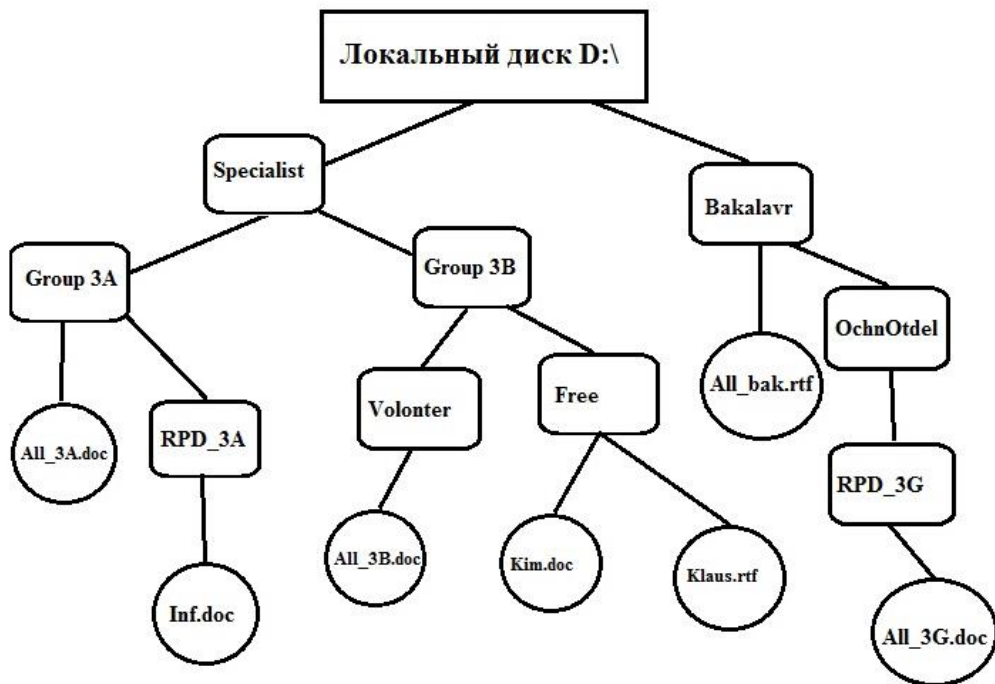 Локальный диск D:\
Specialist
Bakalavr
Group 3A
Group 3B
OchnOtdel
All_bak.rtf
Volonter
Free
RPD_3A
All_3A.doc
RPD_3G
All_3B.doc
Kim.doc
Klaus.rtf
Inf.doc
All_3G.doc